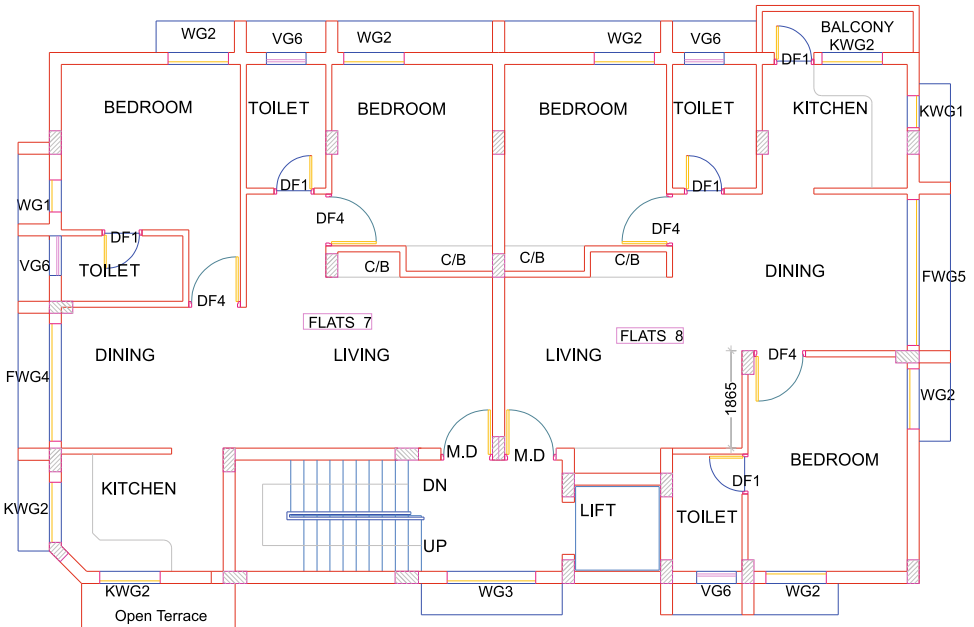 BALCONY
WG2
VG6
WG2
WG2
VG6
KWG2
DF1
BEDROOM
TOILET
BEDROOM
BEDROOM
TOILET
KITCHEN
KWG1
DF1
DF1
WG1
DF4
DF4
DF1
VG6
TOILET
C/B
C/B
C/B
C/B
DINING
FWG5
DF4
FLATS 7
FLATS 8
DINING
LIVING
LIVING
DF4
FWG4
1865
WG2
M.D
M.D
BEDROOM
KITCHEN
DN
DF1
KWG2
LIFT
TOILET
UP
KWG2
WG3
VG6
WG2
Open Terrace